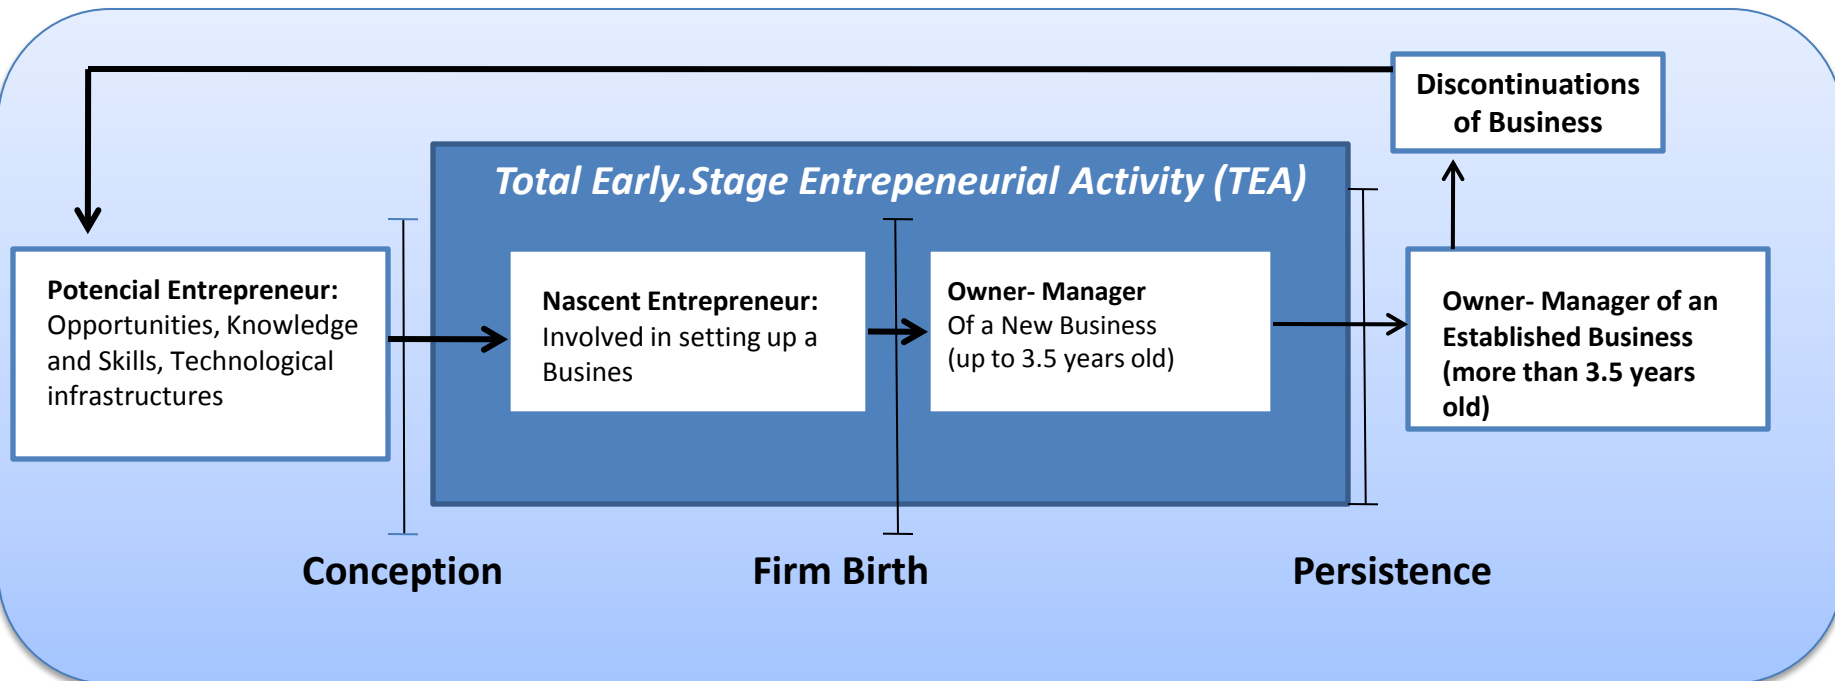 Discontinuations
of Business
Total Early.Stage Entrepeneurial Activity (TEA)
Potencial Entrepreneur:
Opportunities, Knowledge
and Skills, Technological
infrastructures
Nascent Entrepreneur:
Involved in setting up a
Busines
Owner- Manager
Of a New Business
(up to 3.5 years old)
Owner- Manager of an
Established Business
(more than 3.5 years
old)
Conception
Firm Birth
Persistence